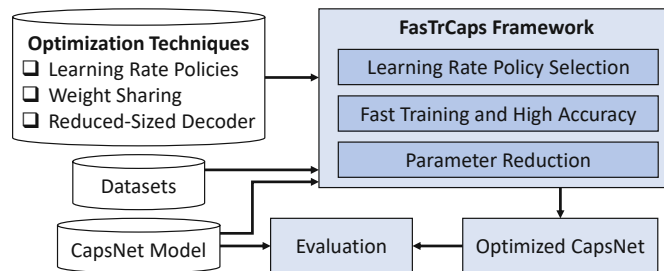 Optimization Techniques
❑ Learning Rate Policies
❑ Weight Sharing
❑ Reduced-Sized Decoder
Datasets
CapsNet Model
FasTrCaps Framework
Learning Rate Policy Selection
Fast Training and High Accuracy
Parameter Reduction
Evaluation
Optimized CapsNet